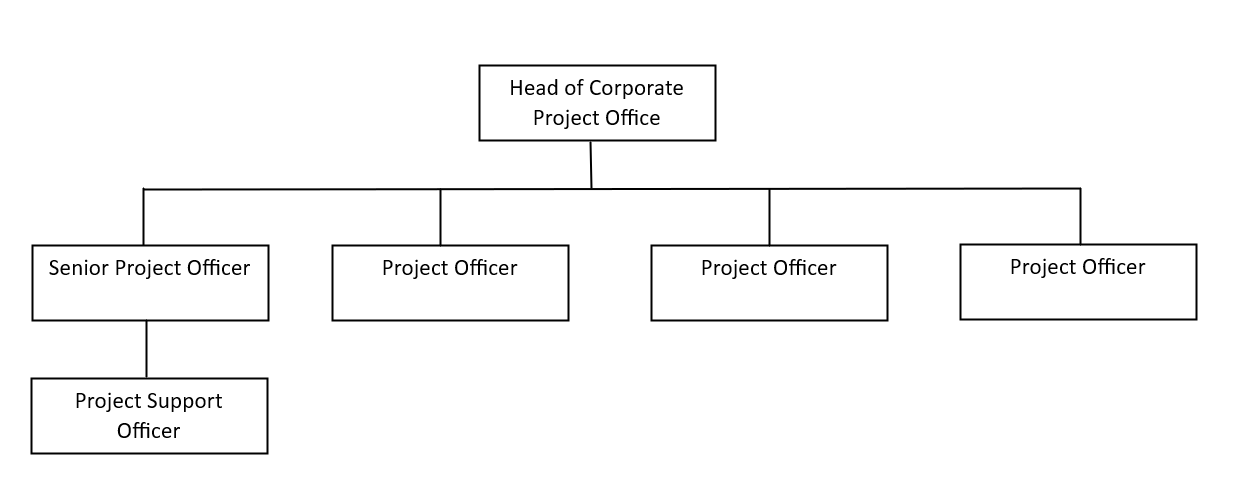 Head of Corporate
Project Office
Senior Project Officer
Project Officer
Project Officer
Project Officer
Project Support
Officer